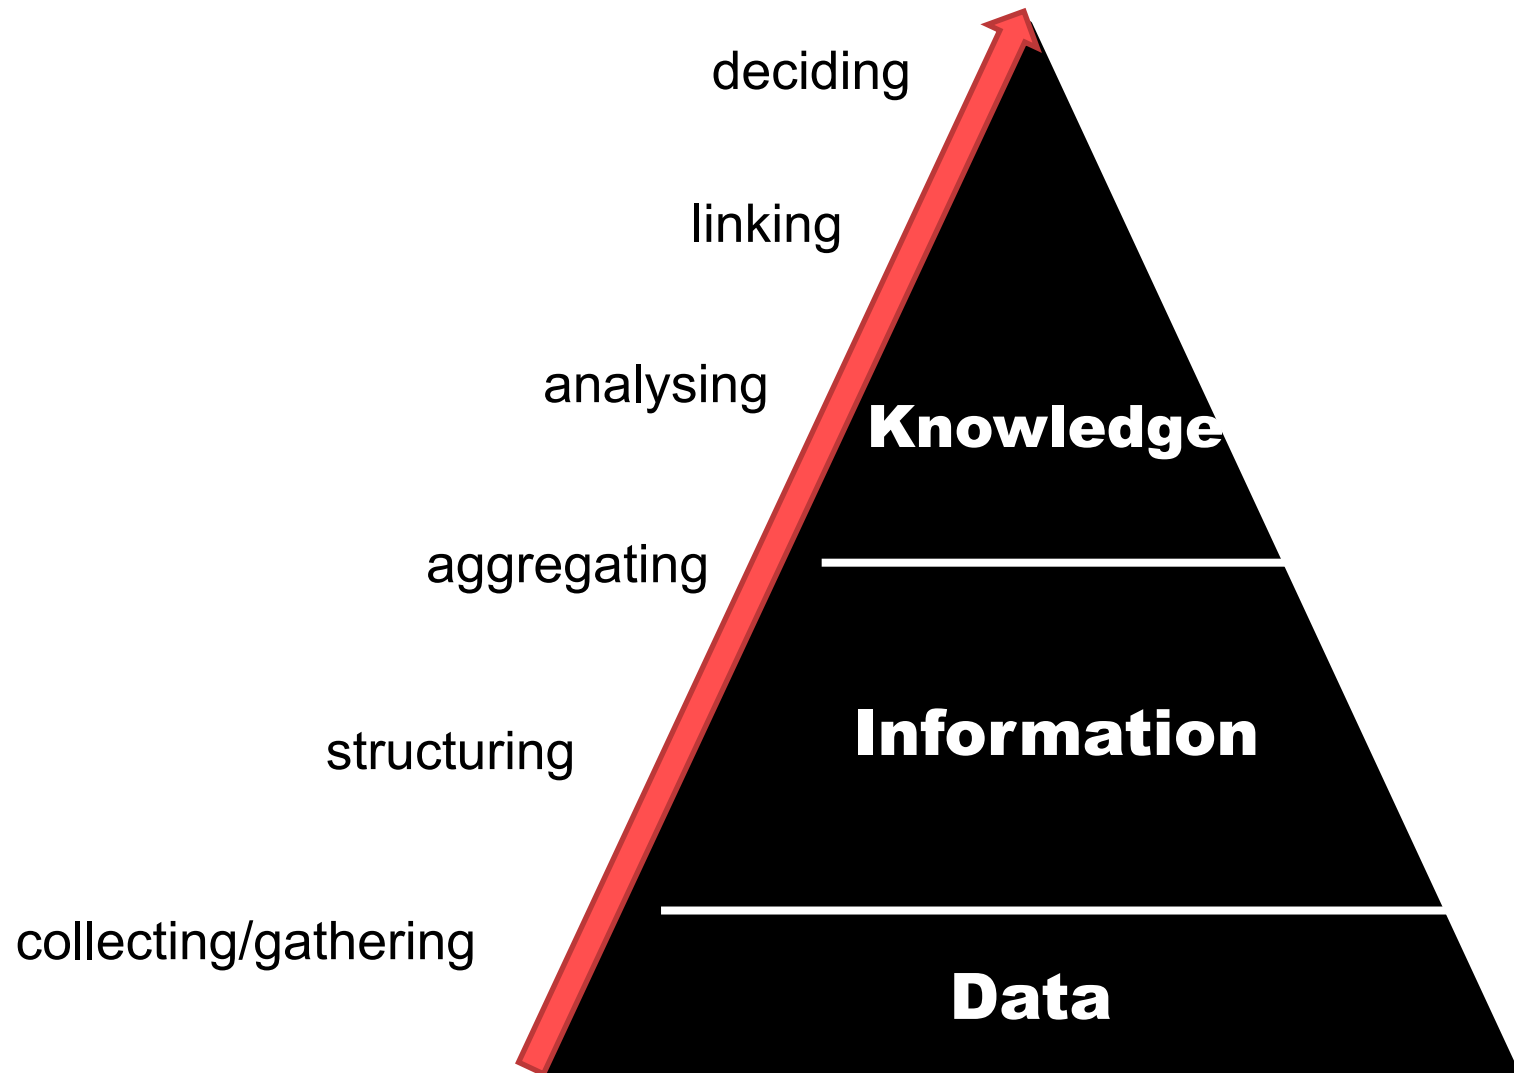 deciding
linking
analysing
Knowledge
aggregating
structuring
Information
collecting/gathering
Data